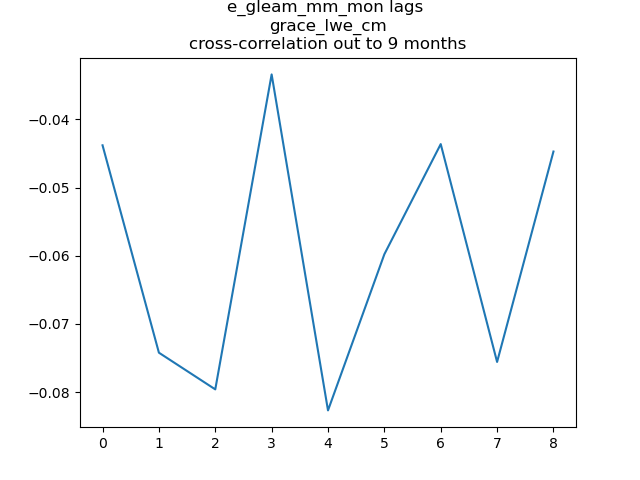 e_gleam_mm_mon lags
grace_lwe_cm
cross-correlation out to 9 months
−0.04
−0.05
−0.06
−0.07
−0.08
0 1 2 3 4 5 6 7 8